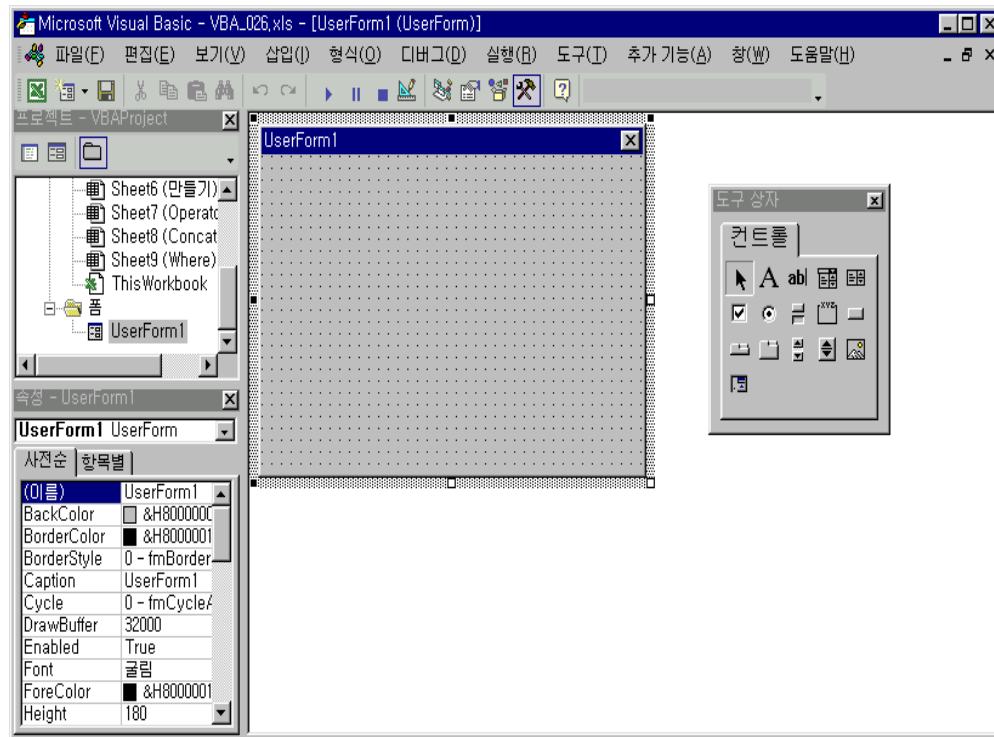 Microsoft Visual Basic - VBA_026.xls - [UserForm1 (UserForm)]
파일(F) 편집(E) 보기(V) 삽입(I) 형식(O) 디버그(D) 실행(R) 도구(T) 추가 기능(A) 창(W) 도움말(H)
프로젝트 - VBAProject
Sheet6 (만들기)
Sheet7 (Operato
Sheet8 (Concat
Sheet9 (Where)
ThisWorkbook
폼
UserForm1
속성 - UserForm1
UserForm1 UserForm
사전순 항목별
(이름) UserForm1
BackColor &H8000000
BorderColor &H8000001
BorderStyle 0 - fmBorder
Caption UserForm1
Cycle 0 - fmCycleA
DrawBuffer 32000
Enabled True
Font 굴림
ForeColor &H8000001
Height 180
UserForm1
도구 상자
컨트롤
A ab|
XYZ